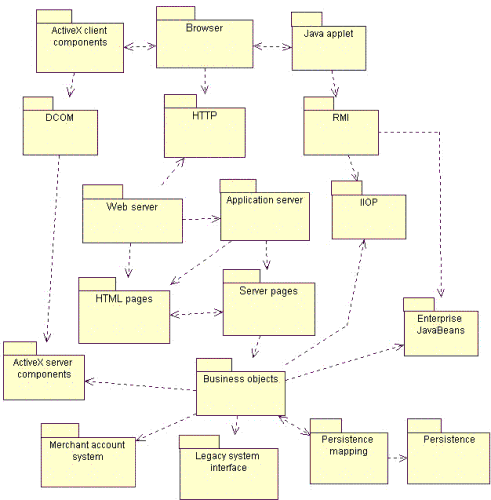 ActiveX client
components
Browser
Java applet
DCOM
HTTP
RMI
Web server
Application server
IIOP
HTML pages
Server pages
Enterprise
JavaBeans
ActiveX server
components
Business objects
Merchant account
system
Legacy system
interface
Persistence
mapping
Persistence